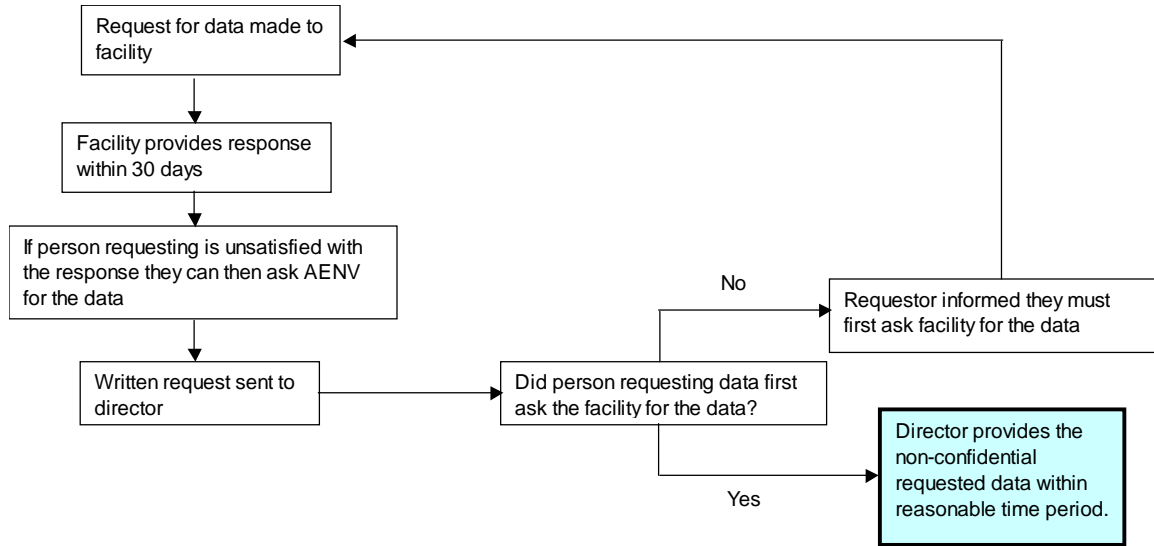 Request for data made to
facility
Facility provides response
within 30 days
If person requesting is unsatisfied with
the response they can then ask AENV
for the data
Written request sent to
director
Did person requesting data first
ask the facility for the data?
No
Requestor informed they must
first ask facility for the data
Yes
Director provides the
non-confidential
requested data within
reasonable time period.